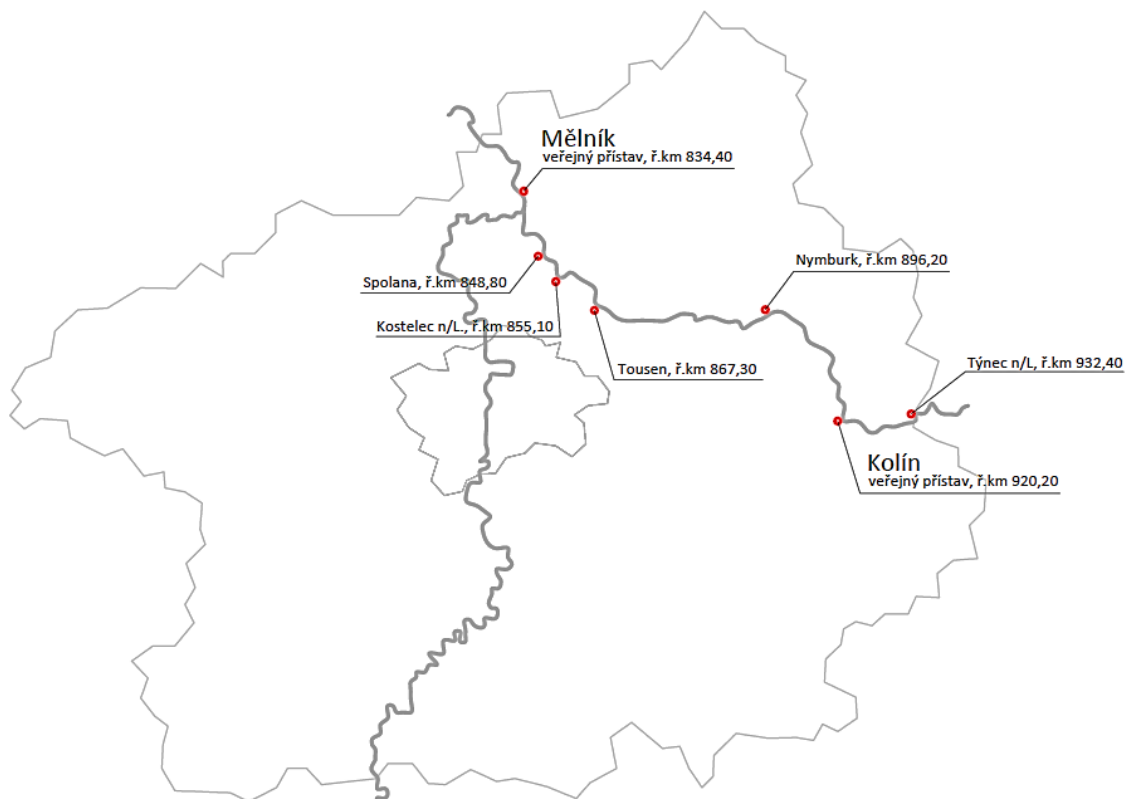 Mělník
veřejný přístav, ř.km 834,40
Nymburk, ř.km 896,20
Spolana, ř.km 848,80
Kostelec n/L., ř.km 855,10
Tousen, ř.km 867,30
Týnec n/L, ř.km 932,40
Kolín
veřejný přístav, ř.km 920,20